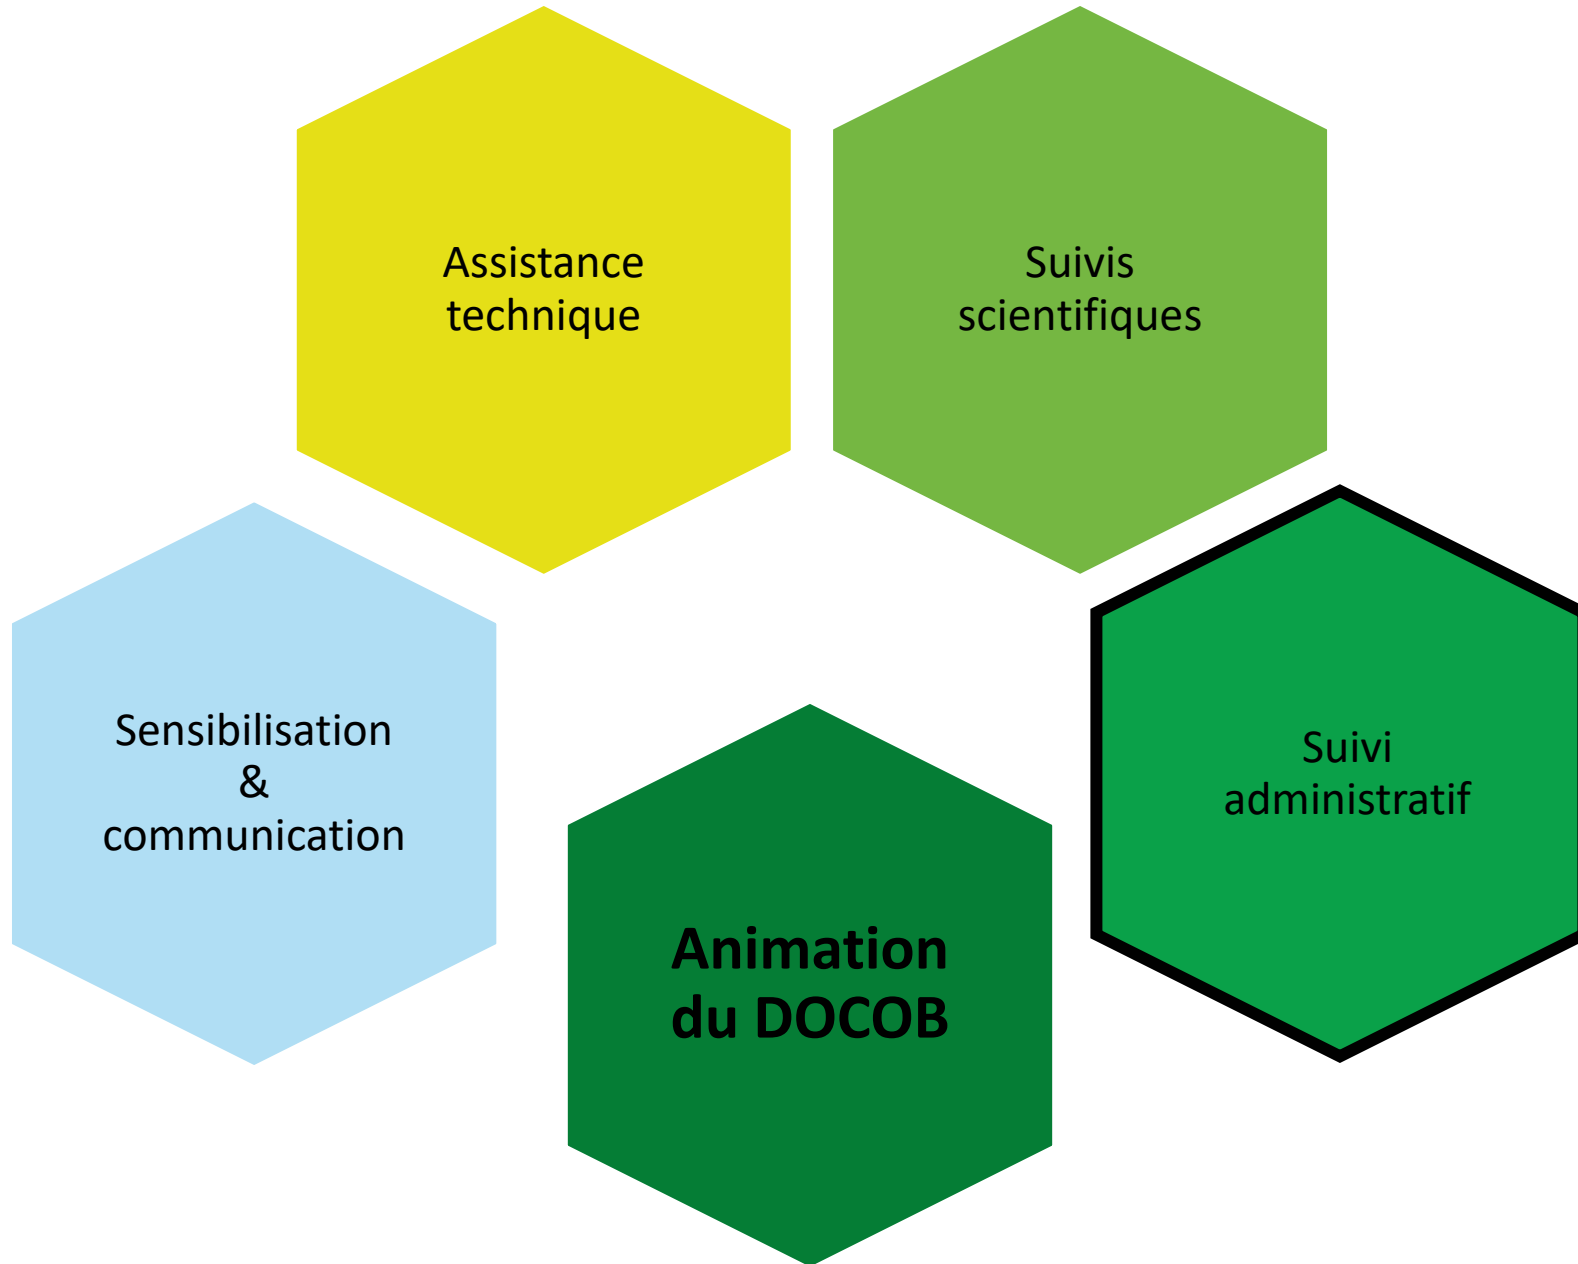 Assistance
technique
Suivis
scientifiques
Sensibilisation
&
communication
Suivi
administratif
Animation
du DOCOB